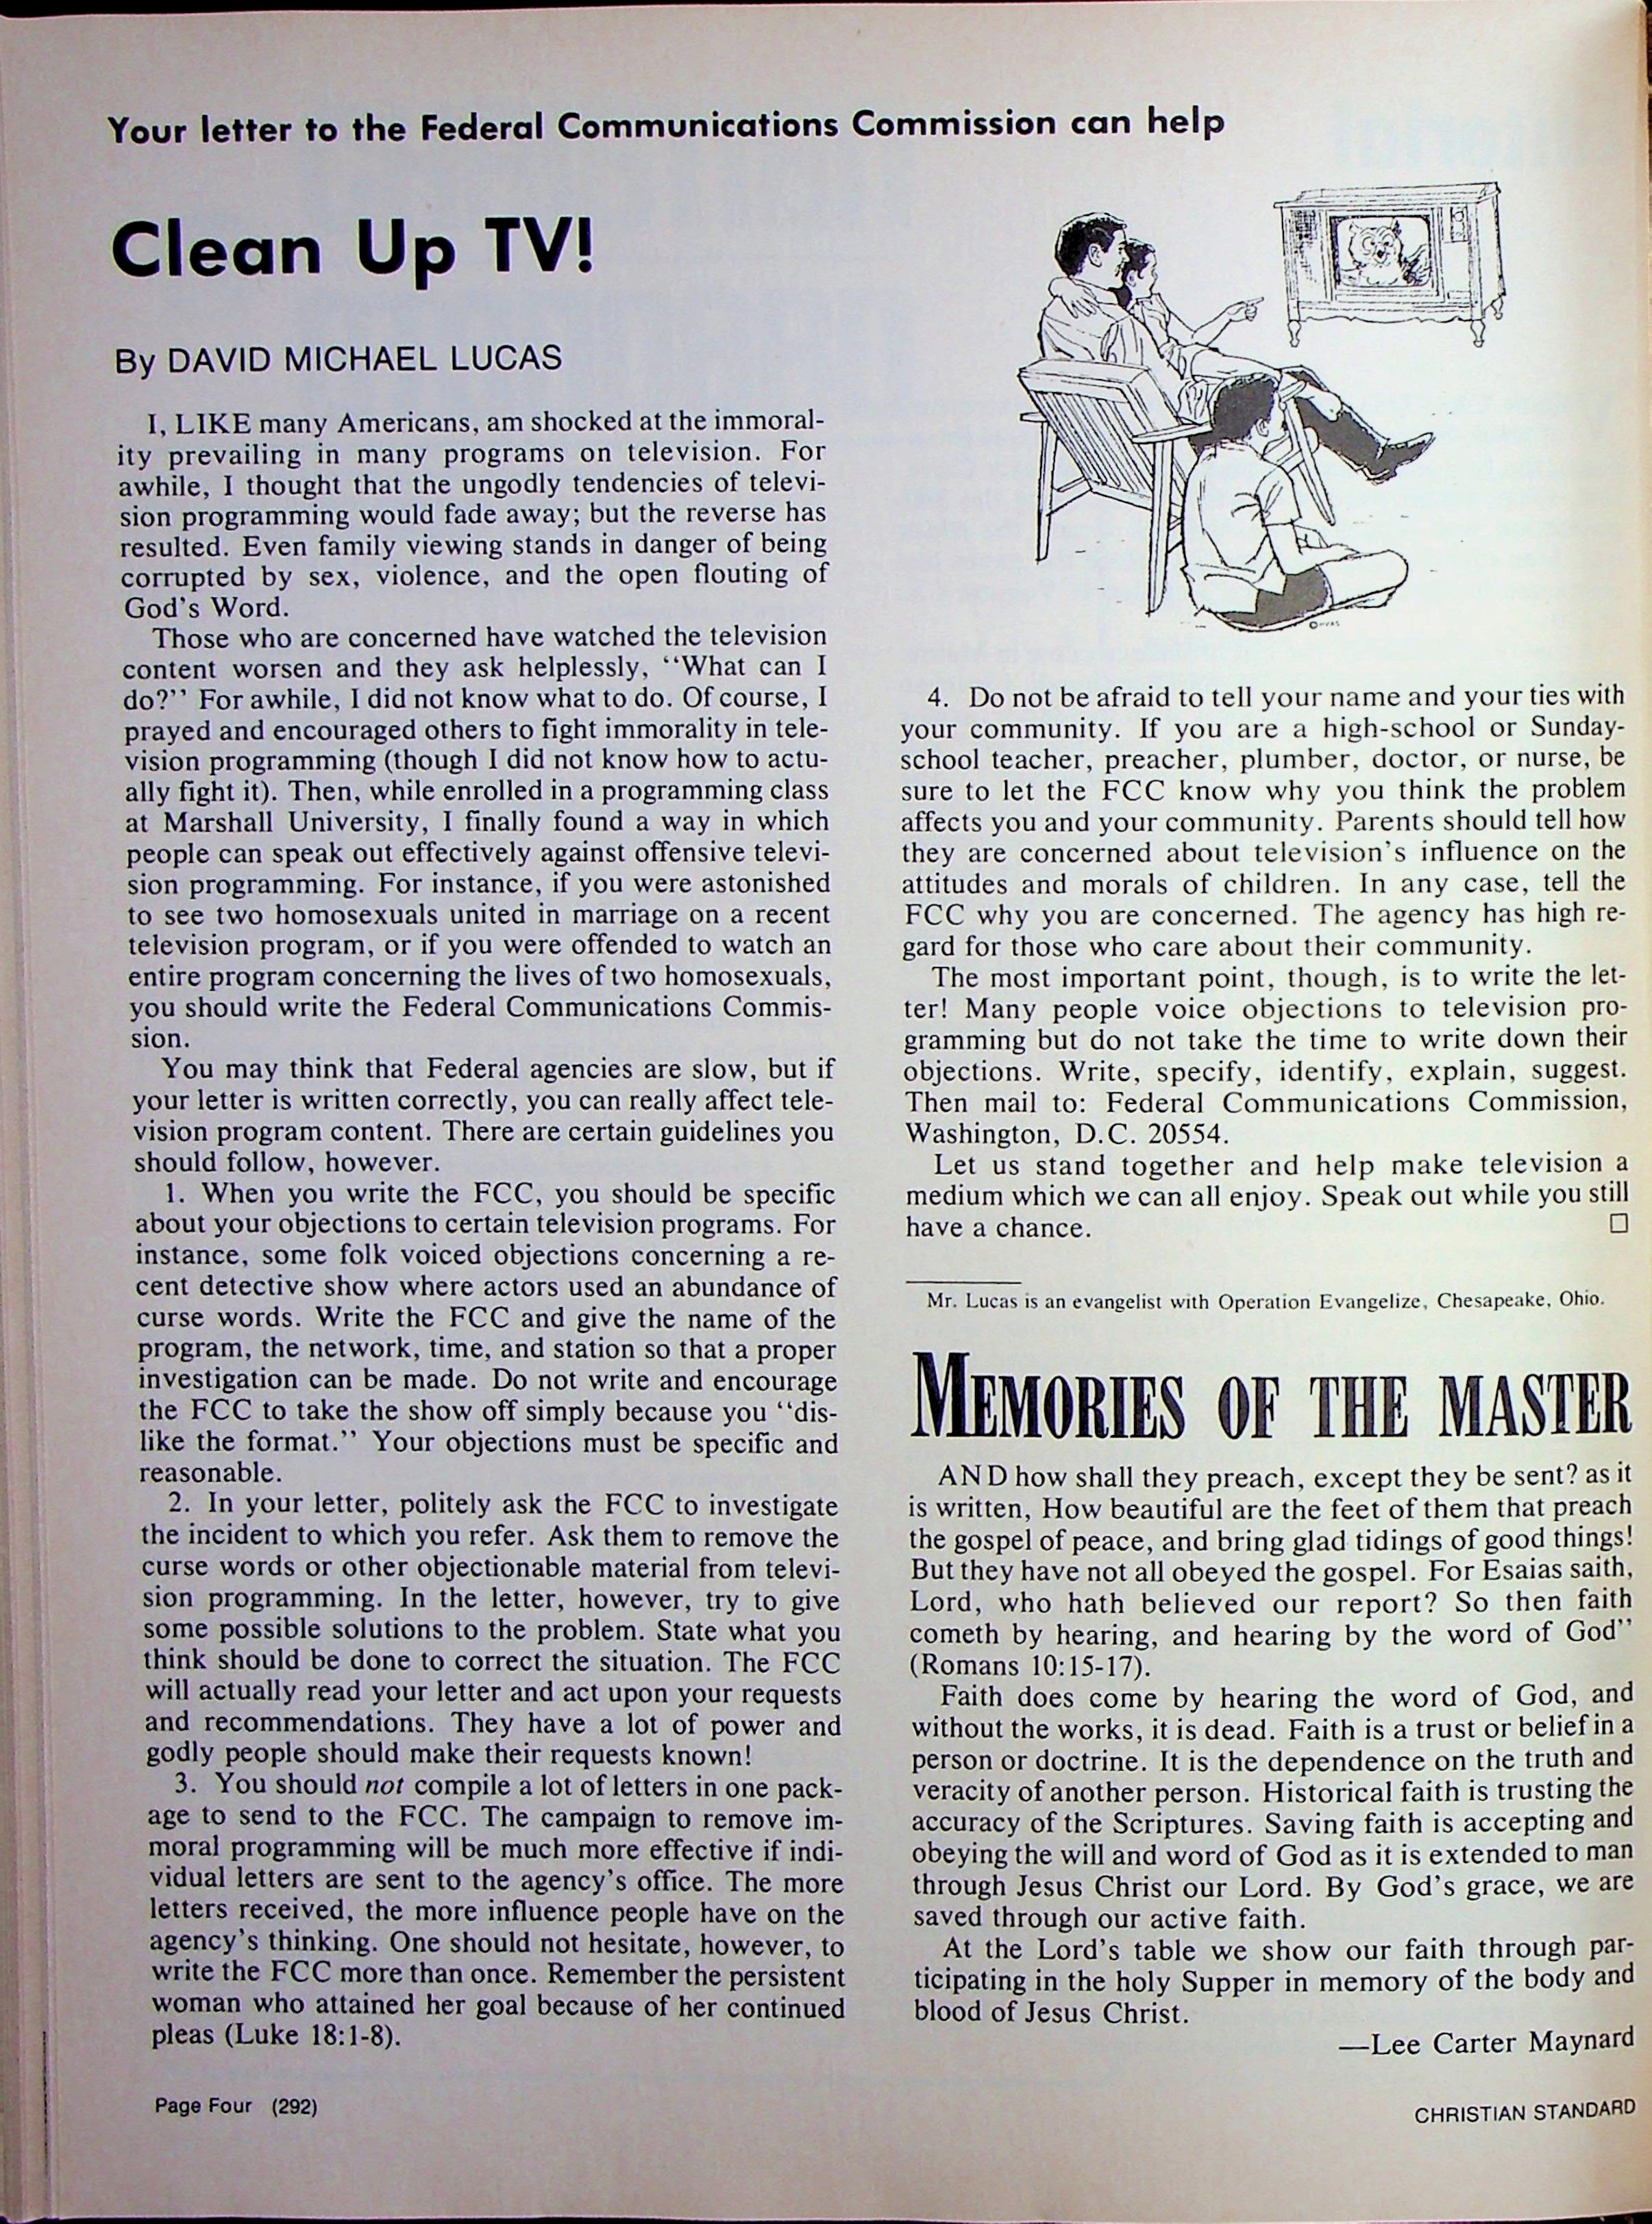 Your letter to the Federal Communications Commission can help
Clean Up TV!
By DAVID MICHAEL LUCAS
I, LIKE many Americans, am shocked at the immoral-
ity prevailing in many programs on television. For
awhile, I thought that the ungodly tendencies of televi-
sion programming would fade away; but the reverse has
resulted. Even family viewing stands in danger of being
corrupted by sex, violence, and the open flouting of
God's Word.
Those who are concerned have watched the television
content worsen and they ask helplessly, “What can I
do?” For awhile, I did not know what to do. Of course, I
prayed and encouraged others to fight immorality in tele-
vision programming (though I did not know how to actu-
ally fight it). Then, while enrolled in a programming class
at Marshall University, I finally found a way in which
people can speak out effectively against offensive televi-
sion programming. For instance, if you were astonished
to see two homosexuals united in marriage on a recent
television program, or if you were offended to watch an
entire program concerning the lives of two homosexuals,
you should write the Federal Communications Commis-
sion.
You may think that Federal agencies are slow, but if
your letter is written correctly, you can really affect tele-
vision program content. There are certain guidelines you
should follow, however.
1. When you write the FCC, you should be specific
about your objections to certain television programs. For
instance, some folk voiced objections concerning a re-
cent detective show where actors used an abundance of
curse words. Write the FCC and give the name of the
program, the network, time, and station so that a proper
investigation can be made. Do not write and encourage
the FCC to take the show off simply because you “dis-
like the format.” Your objections must be specific and
reasonable.
2. In your letter, politely ask the FCC to investigate
the incident to which you refer. Ask them to remove the
curse words or other objectionable material from televi-
sion programming. In the letter, however, try to give
some possible solutions to the problem. State what you
think should be done to correct the situation. The FCC
will actually read your letter and act upon your requests
and recommendations. They have a lot of power and
godly people should make their requests known!
3. You should not compile a lot of letters in one pack-
age to send to the FCC. The campaign to remove im-
moral programming will be much more effective if indi-
vidual letters are sent to the agency's office. The more
letters received, the more influence people have on the
agency's thinking. One should not hesitate, however, to
write the FCC more than once. Remember the persistent
woman who attained her goal because of her continued
pleas (Luke 18:1-8).
4. Do not be afraid to tell your name and your ties with
your community. If you are a high-school or Sunday-
school teacher, preacher, plumber, doctor, or nurse, be
sure to let the FCC know why you think the problem
affects you and your community. Parents should tell how
they are concerned about television's influence on the
attitudes and morals of children. In any case, tell the
FCC why you are concerned. The agency has high re-
gard for those who care about their community.
The most important point, though, is to write the let-
ter! Many people voice objections to television pro-
gramming but do not take the time to write down their
objections. Write, specify, identify, explain, suggest.
Then mail to: Federal Communications Commission,
Washington, D.C. 20554.
Let us stand together and help make television a
medium which we can all enjoy. Speak out while you still
have a chance. □
Mr. Lucas is an evangelist with Operation Evangelize, Chesapeake, Ohio.
MEMORIES OF THE MASTER
AND how shall they preach, except they be sent? as it
is written, How beautiful are the feet of them that preach
the gospel of peace, and bring glad tidings of good things!
But they have not all obeyed the gospel. For Esaias saith,
Lord, who hath believed our report? So then faith
cometh by hearing, and hearing by the word of God”
(Romans 10:15-17).
Faith does come by hearing the word of God, and
without the works, it is dead. Faith is a trust or belief in a
person or doctrine. It is the dependence on the truth and
veracity of another person. Historical faith is trusting the
accuracy of the Scriptures. Saving faith is accepting and
obeying the will and word of God as it is extended to man
through Jesus Christ our Lord. By God's grace, we are
saved through our active faith.
At the Lord's table we show our faith through par-
ticipating in the holy Supper in memory of the body and
blood of Jesus Christ.
—Lee Carter Maynard
Page Four (292)
CHRISTIAN STANDARD